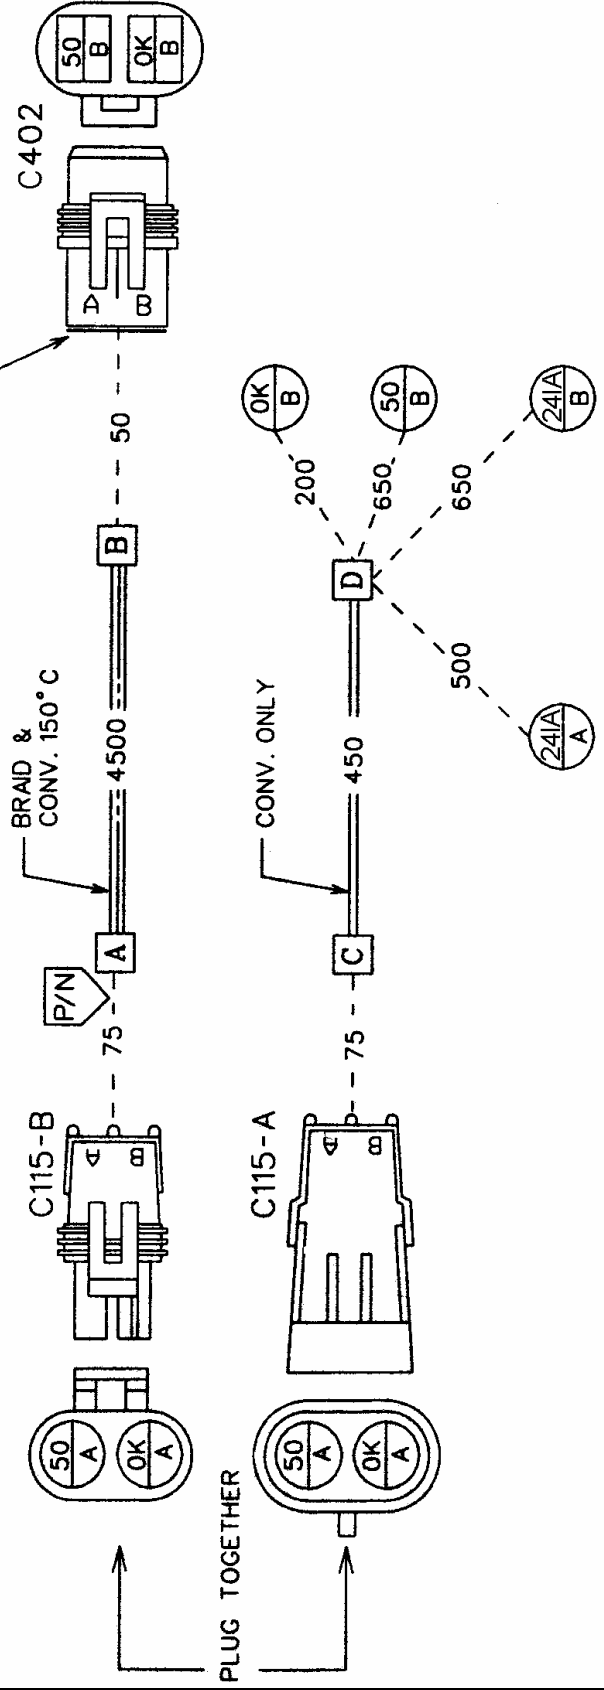 C402
50
B
0K
B
A
B
50
B
BRAID &
CONV. 150°C
4500
A
P/N
75
C115-B
A
B
50
A
0K
A
0K
B
50
B
241A
B
241A
A
200
650
650
500
D
CONV. ONLY
450
C
75
C115-A
A
B
50
A
0K
A
PLUG TOGETHER